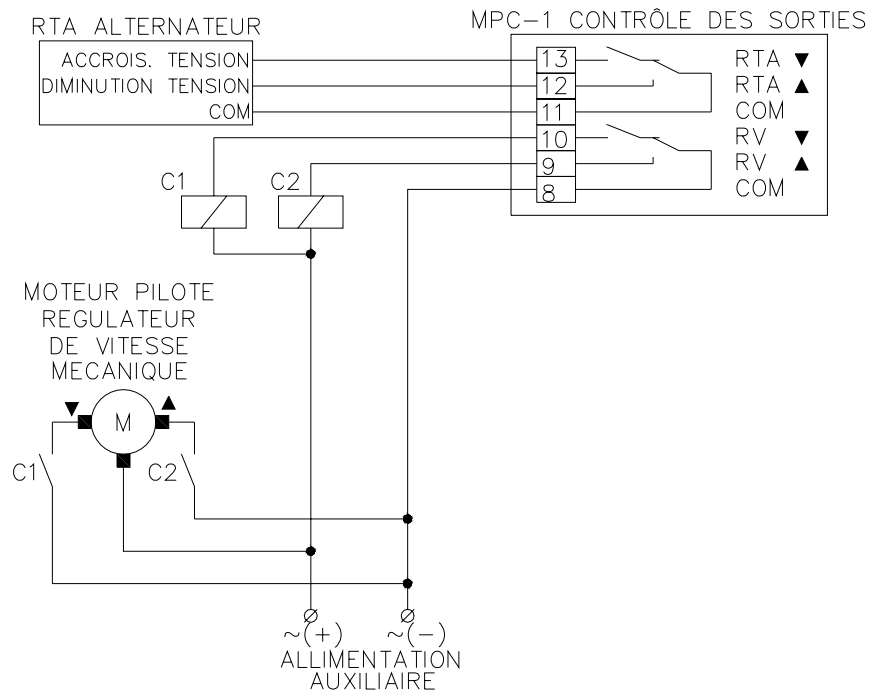 RTA ALTERNATEUR
MPC-1 CONTRÔLE DES SORTIES
ACCROIS. TENSION
DIMINUTION TENSION
COM
13
RTA ▼
12
RTA ▲
11
COM
10
RV ▼
9
RV ▲
8
COM
C1
C2
MOTEUR PILOTE
REGULATEUR
DE VITESSE
MECANIQUE
▼
▲
M
C1
C2
~(+)
~(-)
ALLIMENTATION
AUXILIAIRE